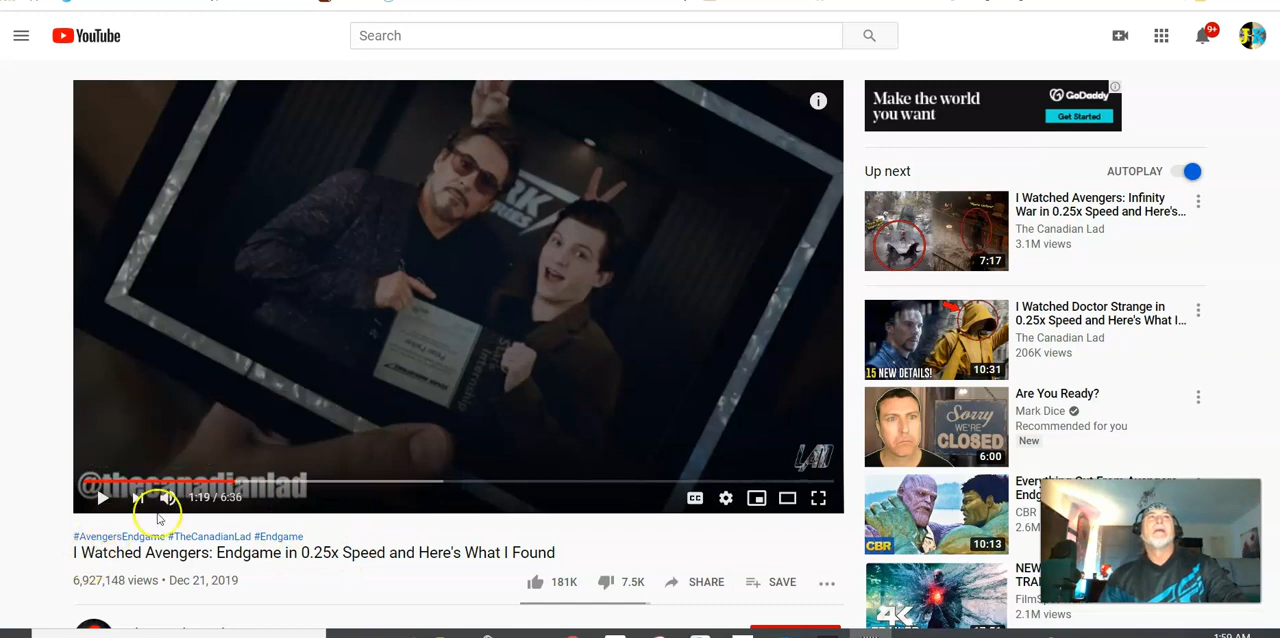 YouTube
Search
9+
@thecanadianlad
1:19 / 6:36
#AvengersEndgame #TheCanadianLad #Endgame
I Watched Avengers: Endgame in 0.25x Speed and Here's What I Found
6,927,148 views • Dec 21, 2019
181K
7.5K
SHARE
SAVE
Make the world
you want
GoDaddy
Get Started
Up next
AUTOPLAY
7:17
I Watched Avengers: Infinity
War in 0.25x Speed and Here's...
The Canadian Lad
3.1M views
15 NEW DETAILS!
10:31
I Watched Doctor Strange in
0.25x Speed and Here's What I...
The Canadian Lad
206K views
Sorry
WE'RE
CLOSED
6:00
Are You Ready?
Mark Dice
Recommended for you
New
CBR
10:13
CBR
2.6M
4K
NEW
2.1M views
1:59 AM